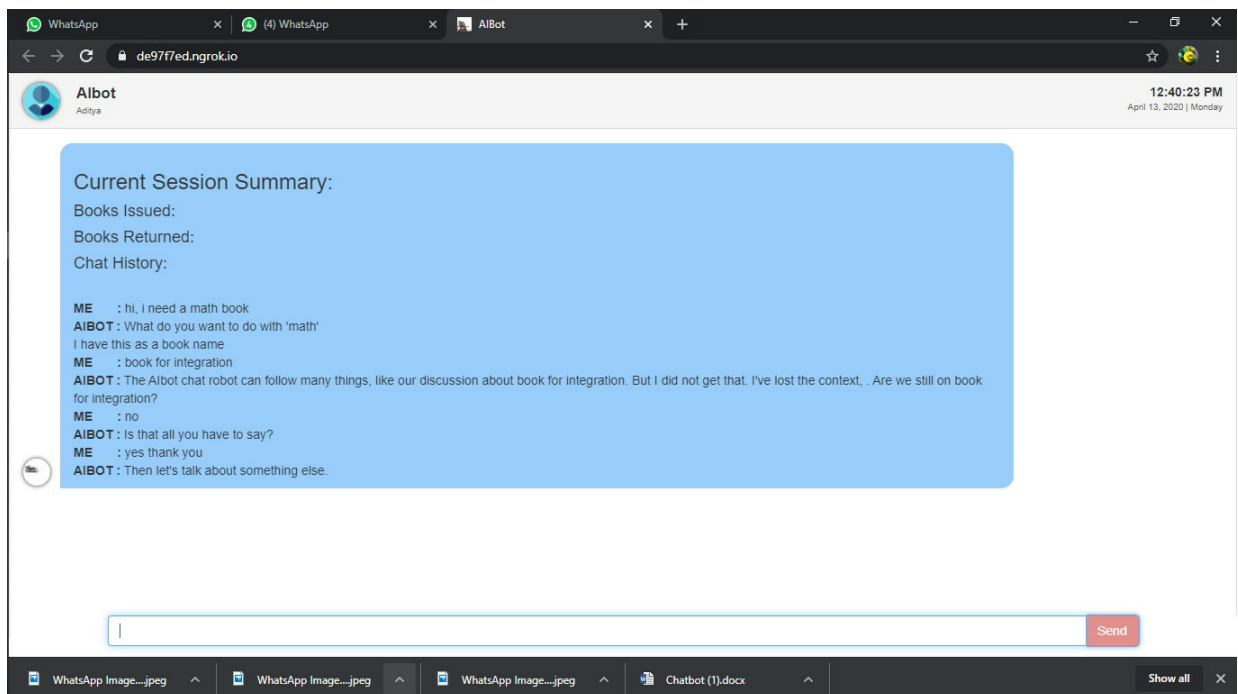 WhatsApp
(4) WhatsApp
AIBot
de97f7ed.ngrok.io
AIbot
Aditya
12:40:23 PM
April 13, 2020 | Monday
Current Session Summary:
Books Issued:
Books Returned:
Chat History:
ME : hi, i need a math book
AIBOT : What do you want to do with 'math'
I have this as a book name
ME : book for integration
AIBOT : The AIbot chat robot can follow many things, like our discussion about book for integration. But I did not get that. I've lost the context, . Are we still on book
for integration?
ME : no
AIBOT : Is that all you have to say?
ME : yes thank you
AIBOT : Then let's talk about something else.
Send
WhatsApp Image....jpeg
WhatsApp Image....jpeg
WhatsApp Image....jpeg
Chatbot (1).docx
Show all